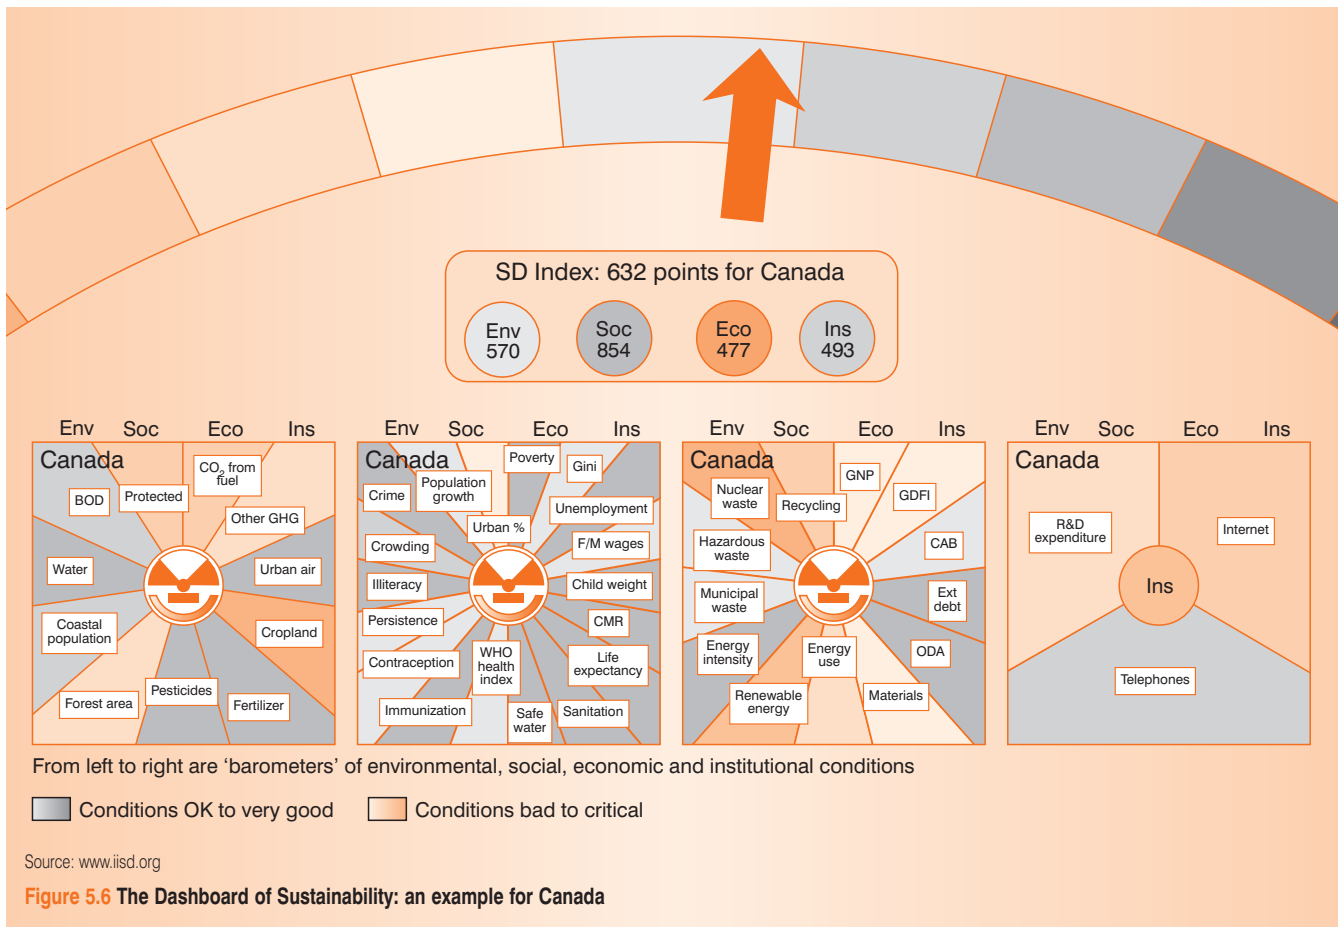 SD Index: 632 points for Canada
Env
570
Soc
854
Eco
477
Ins
493
Env Soc Eco Ins
Canada
BOD
Protected
CO2 from
fuel
Other GHG
Water
Urban air
Coastal
population
Cropland
Forest area
Pesticides
Fertilizer
Env Soc Eco Ins
Canada
Poverty
Gini
Crime
Population
growth
Unemployment
Urban %
Crowding
F/M wages
Illiteracy
Child weight
Persistence
CMR
Contraception
WHO
health
index
Life
expectancy
Immunization
Safe
water
Sanitation
Env Soc Eco Ins
Canada
GNP
Nuclear
waste
Recycling
GDFI
Hazardous
waste
CAB
Municipal
waste
Ext
debt
Energy
intensity
Energy
use
ODA
Renewable
energy
Materials
Env Soc Eco Ins
Canada
R&D
expenditure
Internet
Ins
Telephones
From left to right are ‘barometers’ of environmental, social, economic and institutional conditions
Conditions OK to very good Conditions bad to critical
Source: www.iisd.org
Figure 5.6 The Dashboard of Sustainability: an example for Canada